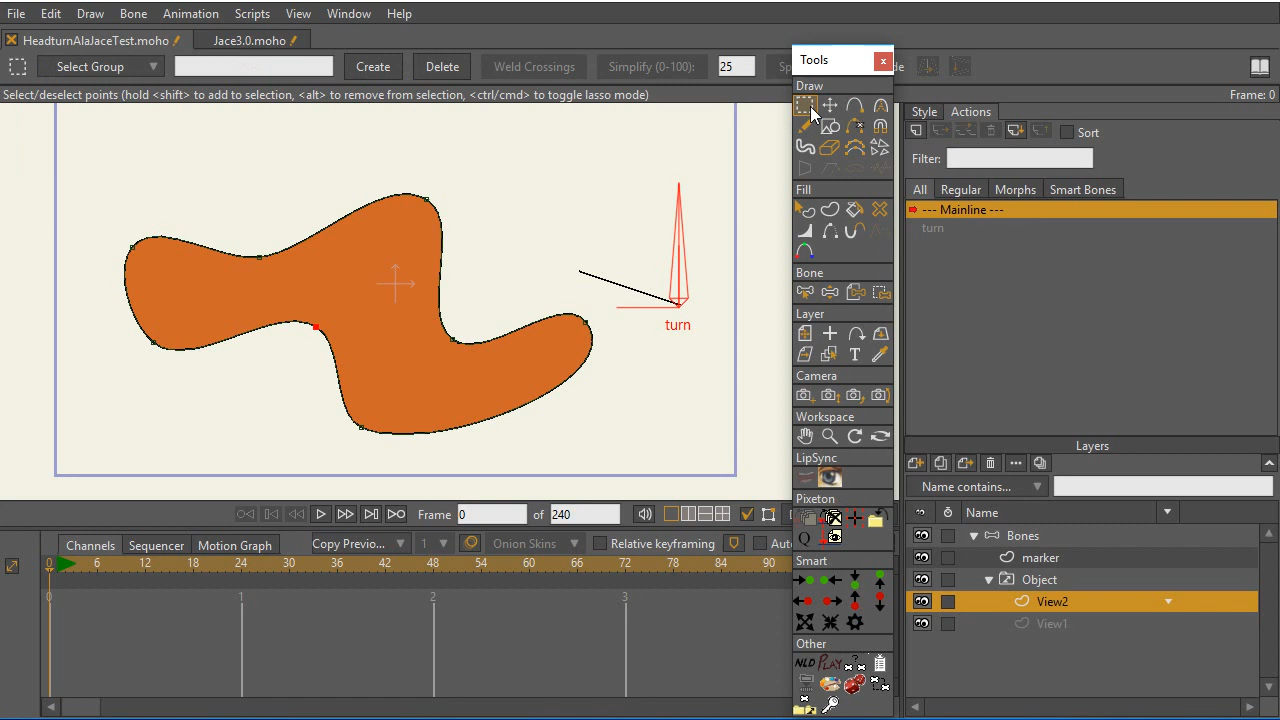 File Edit Draw Bone Animation Scripts View Window Help
HeadturnAlaJaceTest.moho Jace3.0.moho
Select Group Create Delete Weld Crossings Simplify (0-100): 25
Select/deselect points (hold <shift> to add to selection, <alt> to remove from selection, <ctrl/cmd> to toggle lasso mode)
Frame: 0
turn
Tools
Draw
Fill
Bone
Layer
T
Camera
Workspace
LipSync
Pixeton
Q
Smart
Other
NLD PLAY
Style Actions
Sort
Filter:
All Regular Morphs Smart Bones
--- Mainline ---
turn
Layers
Name contains...
Name
Bones
marker
Object
View2
View1
Frame 0 of 240
Channels Sequencer Motion Graph Copy Previo... 1 Onion Skins Relative keyframing
0 6 12 18 24 30 36 42 48 54 60 66 72 78 84 90
0 1 2 3